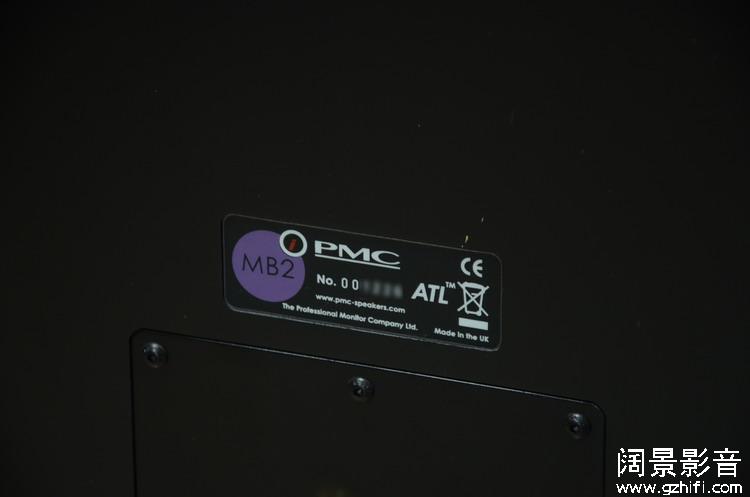 MB2
i PMC
CE
No. 00
ATL™
www.pmc-speakers.com
The Professional Monitor Company Ltd.
Made in the UK
阔景影音
www.gzhifi.com